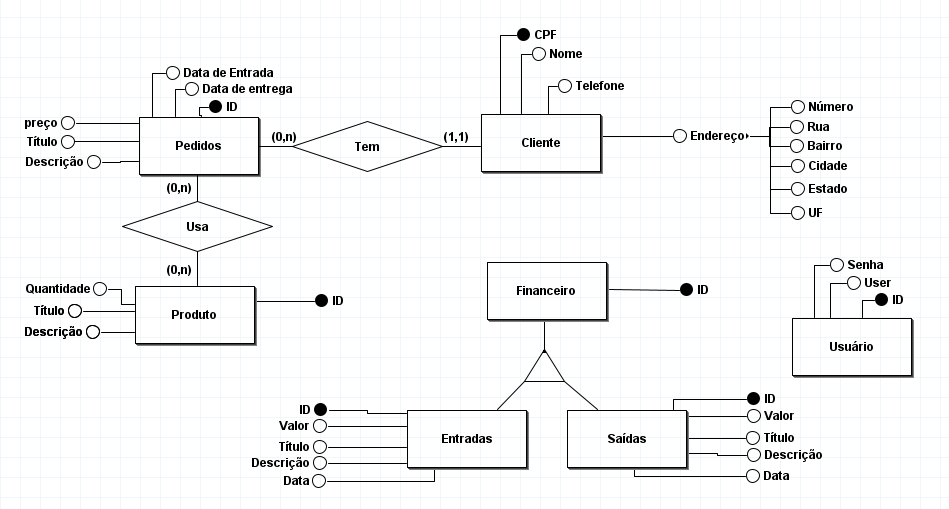 CPF
Nome
Telefone
Data de Entrada
Data de entrega
ID
preço
Título
Descrição
Pedidos
(0,n)
Tem
(1,1)
Cliente
Endereço
Número
Rua
Bairro
Cidade
Estado
UF
(0,n)
Usa
(0,n)
Quantidade
Título
Descrição
Produto
ID
Financeiro
ID
Senha
User
ID
Usuário
ID
Valor
Título
Descrição
Data
Entradas
Saídas
ID
Valor
Título
Descrição
Data